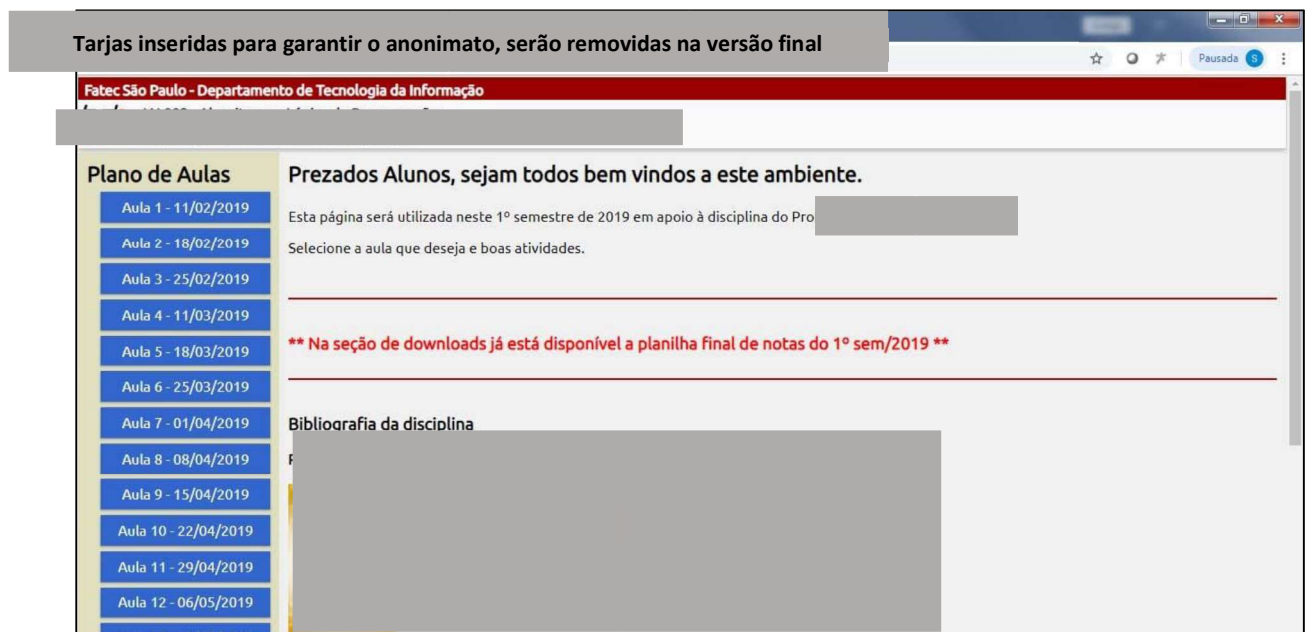 Tarjas inseridas para garantir o anonimato, serão removidas na versão final
Pausada S
Fatec São Paulo - Departamento de Tecnologia da Informação
Plano de Aulas
Aula 1 - 11/02/2019
Aula 2 - 18/02/2019
Aula 3 - 25/02/2019
Aula 4 - 11/03/2019
Aula 5 - 18/03/2019
Aula 6 - 25/03/2019
Aula 7 - 01/04/2019
Aula 8 - 08/04/2019
Aula 9 - 15/04/2019
Aula 10 - 22/04/2019
Aula 11 - 29/04/2019
Aula 12 - 06/05/2019
Prezados Alunos, sejam todos bem vindos a este ambiente.
Esta página será utilizada neste 1º semestre de 2019 em apoio à disciplina do Pro
Selecione a aula que deseja e boas atividades.
** Na seção de downloads já está disponível a planilha final de notas do 1º sem/2019 **
Bibliografia da disciplina